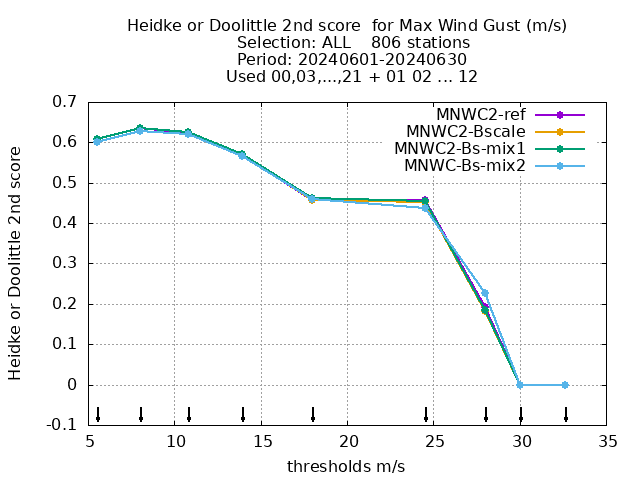 Heidke or Doolittle 2nd score  for Max Wind Gust (m/s)
Selection: ALL    806 stations
Period: 20240601-20240630
Used 00,03,...,21 + 01 02 ... 12
MNWC2-ref
MNWC2-Bscale
MNWC2-Bs-mix1
MNWC-Bs-mix2
Heidke or Doolittle 2nd score
0.7
0.6
0.5
0.4
0.3
0.2
0.1
0
-0.1
5 10 15 20 25 30 35
thresholds m/s